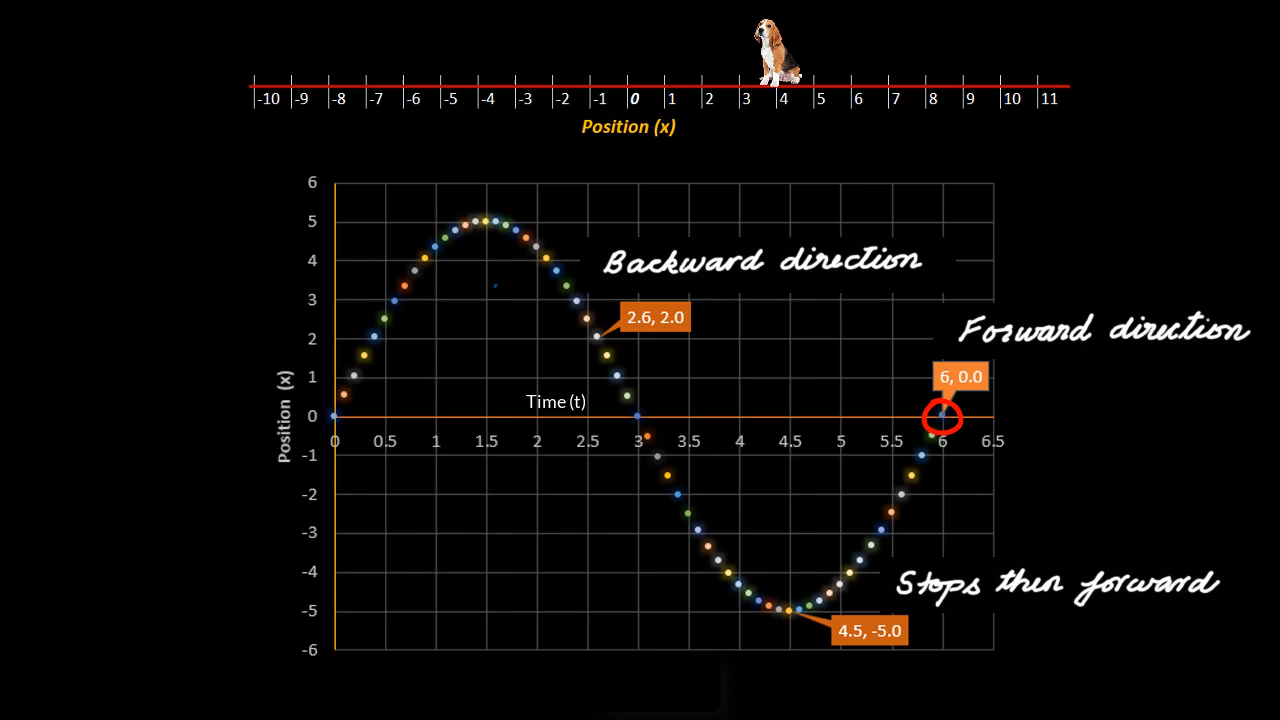 -10 -9 -8 -7 -6 -5 -4 -3 -2 -1 0 1 2 3 4 5 6 7 8 9 10 11
Position (x)
6
5
4
Backward direction
3
2.6, 2.0
Forward direction
2
1
6, 0.0
Time (t)
0
Position (x)
0 0.5 1 1.5 2 2.5 3 3.5 4 4.5 5 5.5 6 6.5
-1
-2
-3
-4
Stops then forward
-5
4.5, -5.0
-6